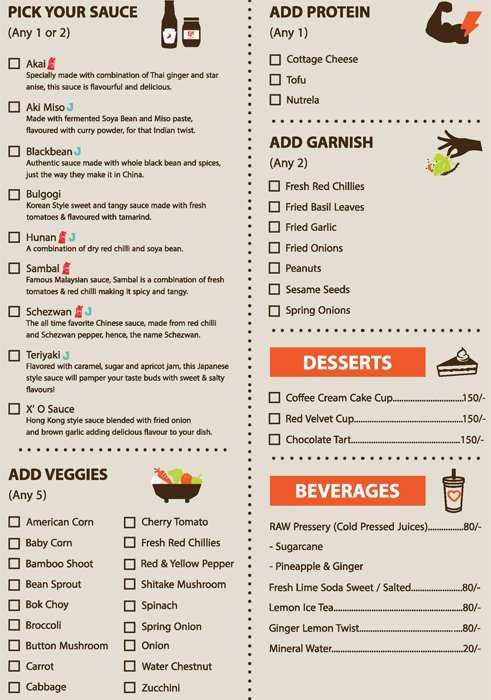 PICK YOUR SAUCE
(Any 1 or 2)
Akai
Specially made with combination of Thai ginger and star
anise, this sauce is flavourful and delicious.
Aki Miso J
Made with fermented Soya Bean and Miso paste,
flavoured with curry powder, for that Indian twist.
Blackbean J
Authentic sauce made with whole black bean and spices,
just the way they make it in China.
Bulgogi
Korean Style sweet and tangy sauce made with fresh
tomatoes & flavoured with tamarind.
Hunan J
A combination of dry red chilli and soya bean.
Sambal
Famous Malaysian sauce, Sambal is a combination of fresh
tomatoes & red chilli making it spicy and tangy.
Schezwan J
The all time favorite Chinese sauce, made from red chilli
and Schezwan pepper, hence, the name Schezwan.
Teriyaki J
Flavored with caramel, sugar and apricot jam, this Japanese
style sauce will pamper your taste buds with sweet & salty
flavours!
X' O Sauce
Hong Kong style sauce blended with fried onion
and brown garlic adding delicious flavour to your dish.
ADD VEGGIES
(Any 5)
American Corn
Baby Corn
Bamboo Shoot
Bean Sprout
Bok Choy
Broccoli
Button Mushroom
Carrot
Cabbage
Cherry Tomato
Fresh Red Chillies
Red & Yellow Pepper
Shitake Mushroom
Spinach
Spring Onion
Onion
Water Chestnut
Zucchini
ADD PROTEIN
(Any 1)
Cottage Cheese
Tofu
Nutrela
ADD GARNISH
(Any 2)
Fresh Red Chillies
Fried Basil Leaves
Fried Garlic
Fried Onions
Peanuts
Sesame Seeds
Spring Onions
DESSERTS
Coffee Cream Cake Cup..........................150/-
Red Velvet Cup........................................150/-
Chocolate Tart.........................................150/-
BEVERAGES
RAW Pressery (Cold Pressed Juices)..............80/-
- Sugarcane
- Pineapple & Ginger
Fresh Lime Soda Sweet / Salted...................80/-
Lemon Ice Tea................................................80/-
Ginger Lemon Twist......................................80/-
Mineral Water................................................20/-